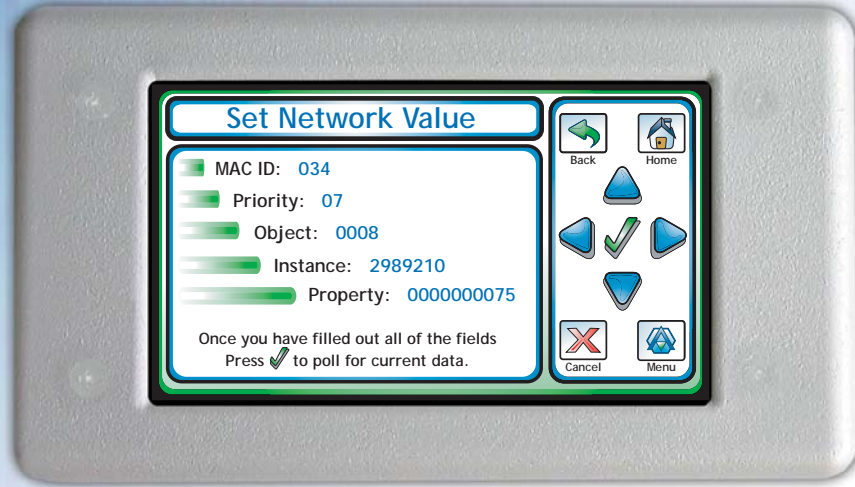 Set Network Value
MAC ID: 034
Priority: 07
Object: 0008
Instance: 2989210
Property: 0000000075
Once you have filled out all of the fields
Press to poll for current data.
Back
Home
Cancel
Menu